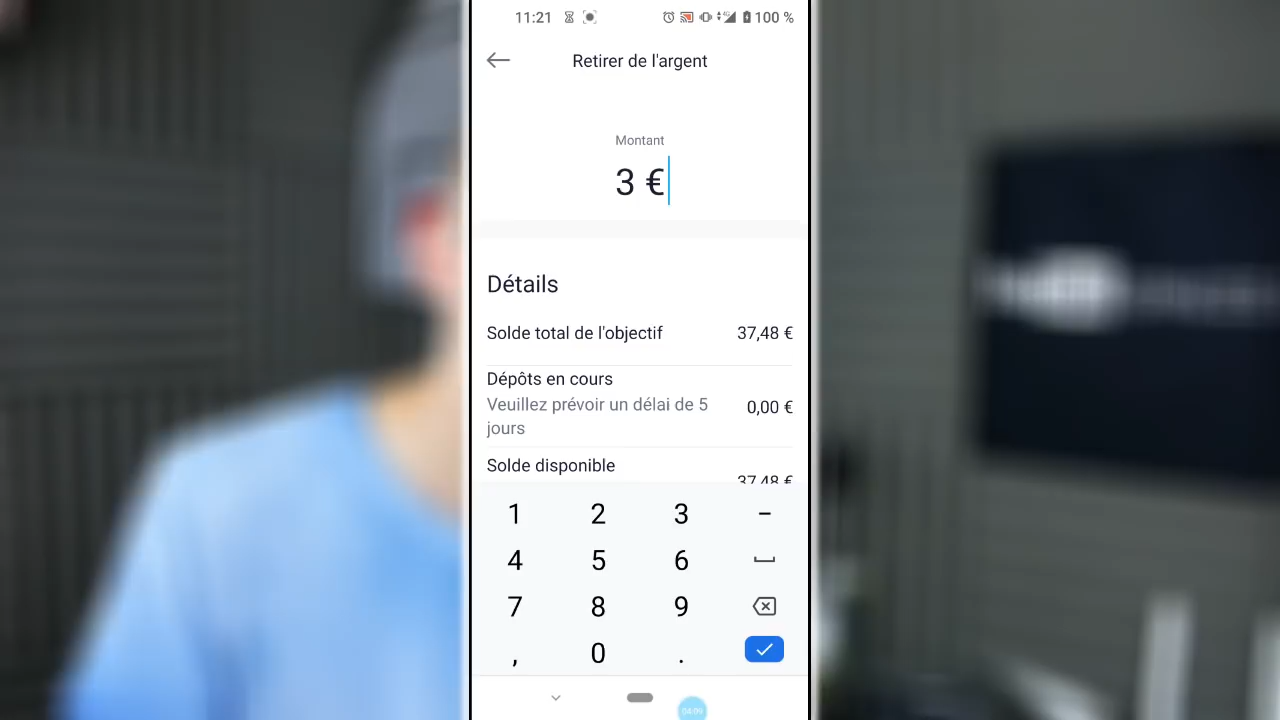 11:21 100 %
Retirer de l'argent
Montant
3 €
Détails
Solde total de l'objectif 37,48 €
Dépôts en cours
Veuillez prévoir un délai de 5 0,00 €
jours
Solde disponible
37,48 €
1 2 3 -
4 5 6
7 8 9
, 0 .
04:09